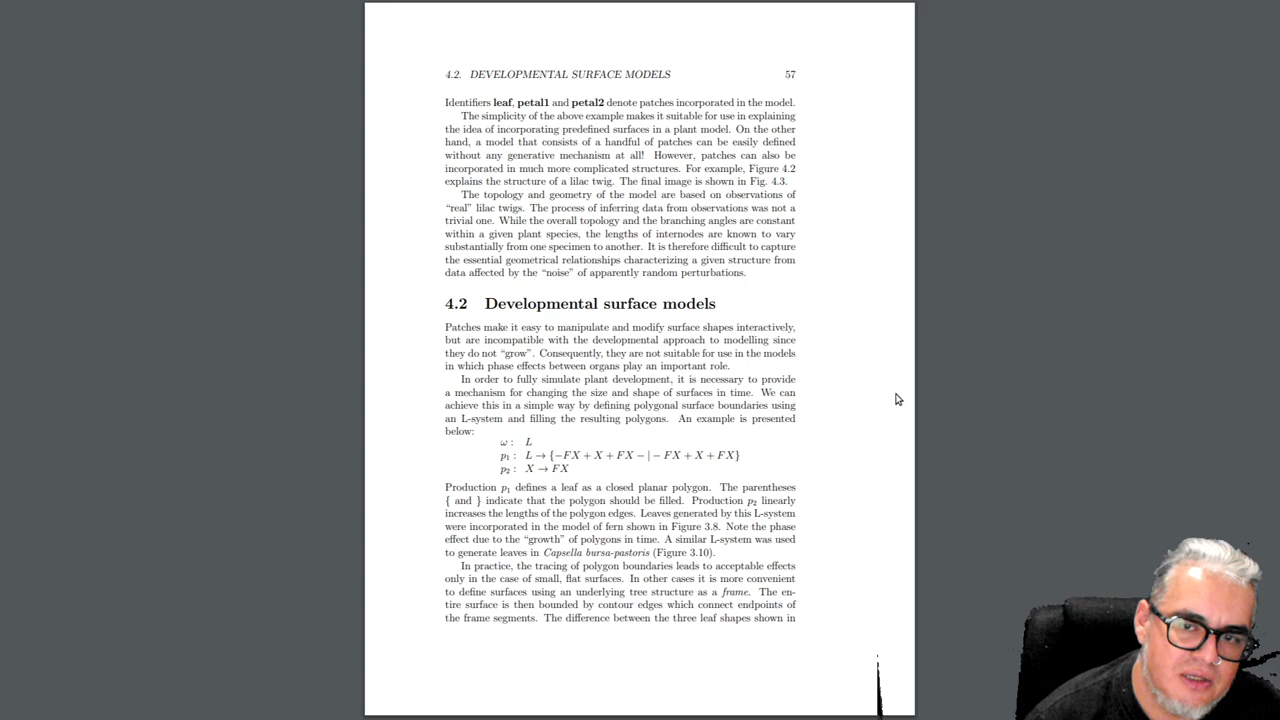 4.2. DEVELOPMENTAL SURFACE MODELS 57
Identifiers leaf, petal1 and petal2 denote patches incorporated in the model.
The simplicity of the above example makes it suitable for use in explaining
the idea of incorporating predefined surfaces in a plant model. On the other
hand, a model that consists of a handful of patches can be easily defined
without any generative mechanism at all! However, patches can also be
incorporated in much more complicated structures. For example, Figure 4.2
explains the structure of a lilac twig. The final image is shown in Fig. 4.3.
The topology and geometry of the model are based on observations of
“real” lilac twigs. The process of inferring data from observations was not a
trivial one. While the overall topology and the branching angles are constant
within a given plant species, the lengths of internodes are known to vary
substantially from one specimen to another. It is therefore difficult to capture
the essential geometrical relationships characterizing a given structure from
data affected by the “noise” of apparently random perturbations.
4.2 Developmental surface models
Patches make it easy to manipulate and modify surface shapes interactively,
but are incompatible with the developmental approach to modelling since
they do not “grow”. Consequently, they are not suitable for use in the models
in which phase effects between organs play an important role.
In order to fully simulate plant development, it is necessary to provide
a mechanism for changing the size and shape of surfaces in time. We can
achieve this in a simple way by defining polygonal surface boundaries using
an L-system and filling the resulting polygons. An example is presented
below:
ω : L
p₁ : L → {−FX + X + FX − | − FX + X + FX}
p₂ : X → FX
Production p₁ defines a leaf as a closed planar polygon. The parentheses
{ and } indicate that the polygon should be filled. Production p₂ linearly
increases the lengths of the polygon edges. Leaves generated by this L-system
were incorporated in the model of fern shown in Figure 3.8. Note the phase
effect due to the “growth” of polygons in time. A similar L-system was used
to generate leaves in Capsella bursa-pastoris (Figure 3.10).
In practice, the tracing of polygon boundaries leads to acceptable effects
only in the case of small, flat surfaces. In other cases it is more convenient
to define surfaces using an underlying tree structure as a frame. The en-
tire surface is then bounded by contour edges which connect endpoints of
the frame segments. The difference between the three leaf shapes shown in